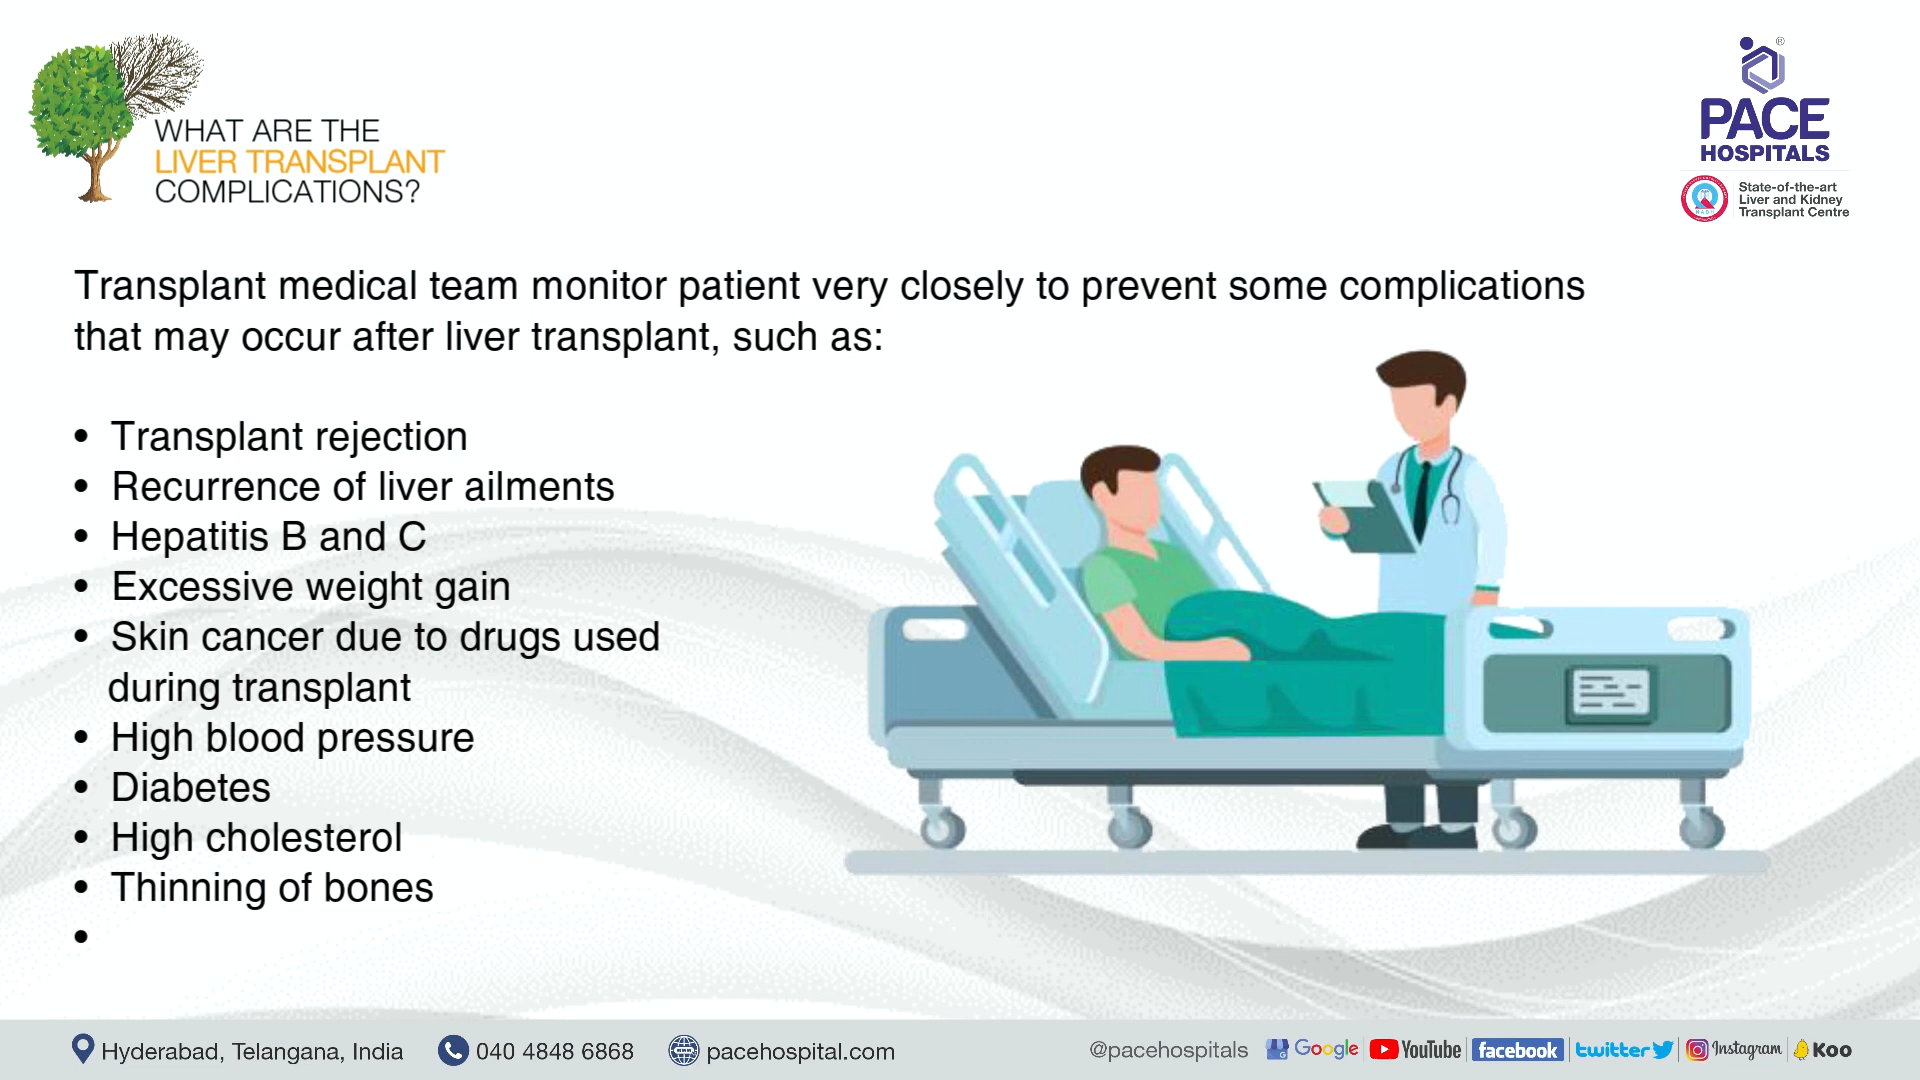 WHAT ARE THE
LIVER TRANSPLANT
COMPLICATIONS?
®
PACE
HOSPITALS
State-of-the-art
Liver and Kidney
Transplant Centre
Transplant medical team monitor patient very closely to prevent some complications
that may occur after liver transplant, such as:
• Transplant rejection
• Recurrence of liver ailments
• Hepatitis B and C
• Excessive weight gain
• Skin cancer due to drugs used
during transplant
• High blood pressure
• Diabetes
• High cholesterol
• Thinning of bones
•
Hyderabad, Telangana, India 040 4848 6868 pacehospital.com @pacehospitals Google YouTube facebook twitter Instagram Koo